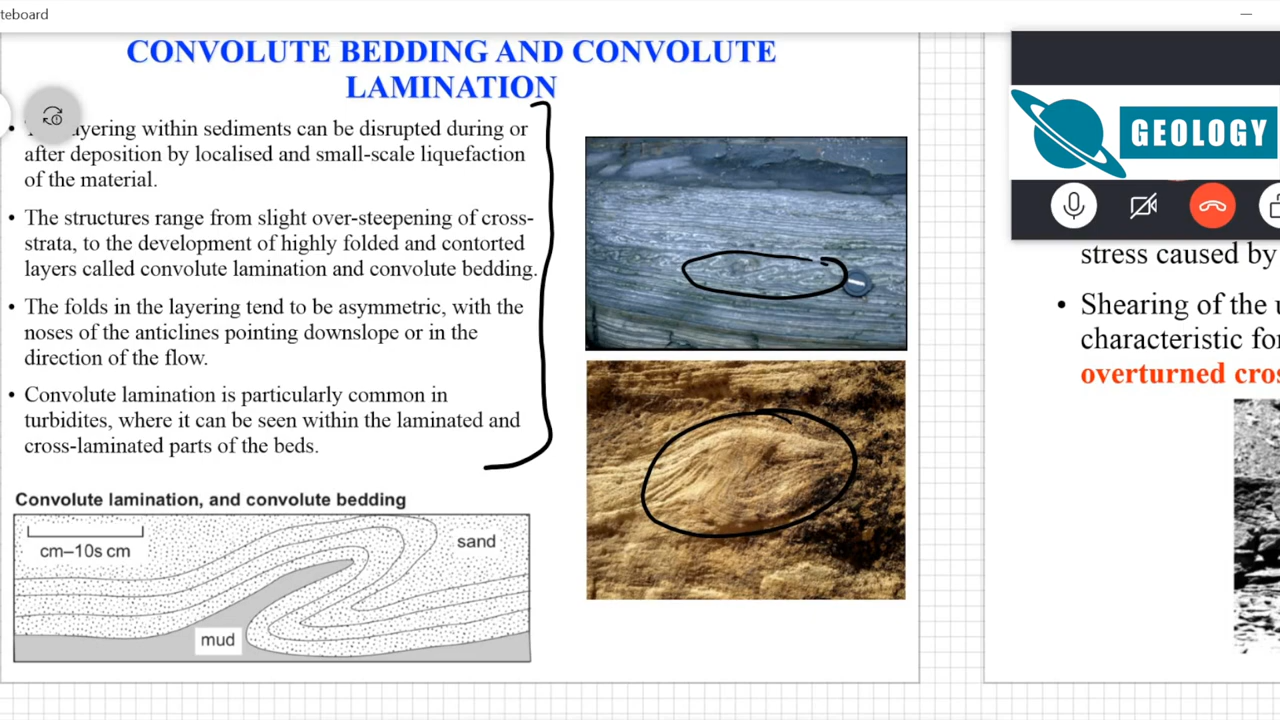 teboard
CONVOLUTE BEDDING AND CONVOLUTE
LAMINATION
• layering within sediments can be disrupted during or
after deposition by localised and small-scale liquefaction
of the material.
• The structures range from slight over-steepening of cross-
strata, to the development of highly folded and contorted
layers called convolute lamination and convolute bedding.
• The folds in the layering tend to be asymmetric, with the
noses of the anticlines pointing downslope or in the
direction of the flow.
• Convolute lamination is particularly common in
turbidites, where it can be seen within the laminated and
cross-laminated parts of the beds.
Convolute lamination, and convolute bedding
cm–10s cm
sand
mud
GEOLOGY
stress caused by
• Shearing of the
characteristic for
overturned cros